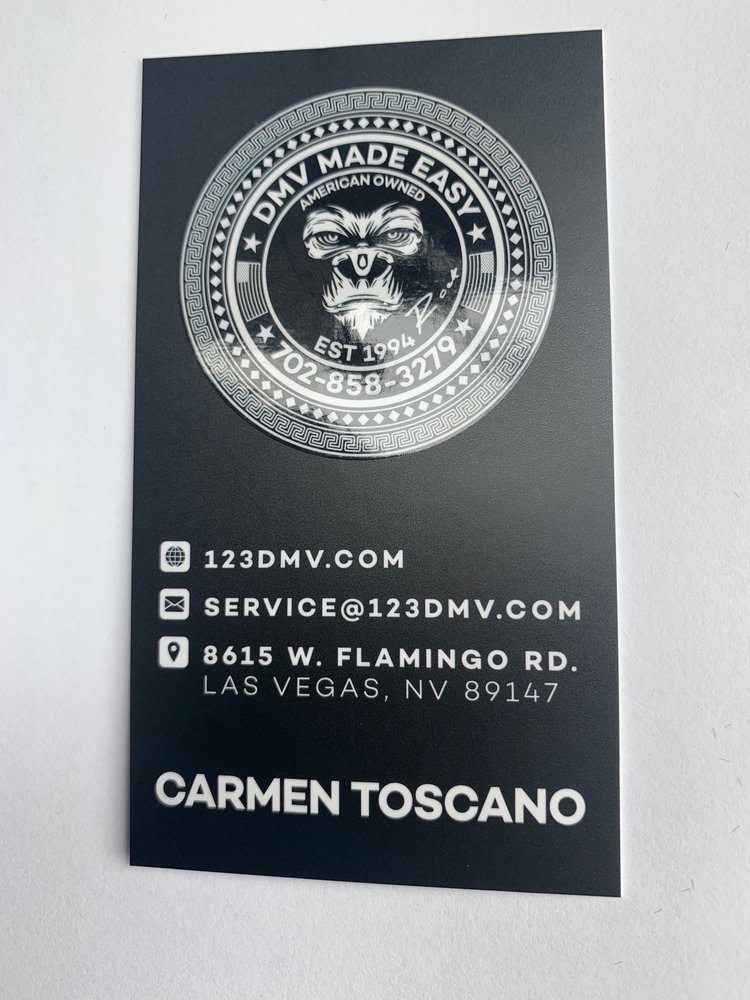 DMV MADE EASY
AMERICAN OWNED
EST 1994
702-858-3279
123DMV.COM
SERVICE@123DMV.COM
8615 W. FLAMINGO RD.
LAS VEGAS, NV 89147
CARMEN TOSCANO